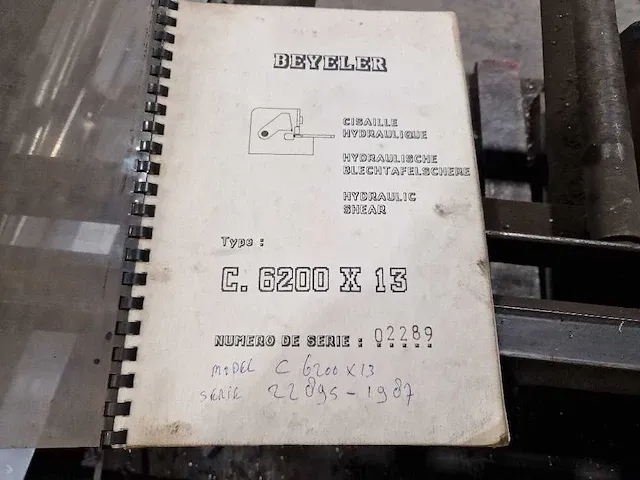 BEYELER
CISAILLE
HYDRAULIQUE
HYDRAULISCHE
BLECHTAFELSCHERE
HYDRAULIC
SHEAR
Type :
C. 6200 X 13
NUMERO DE SERIE : 02289
MODEL C 6200 X 13
SERIE 22895 - 1987